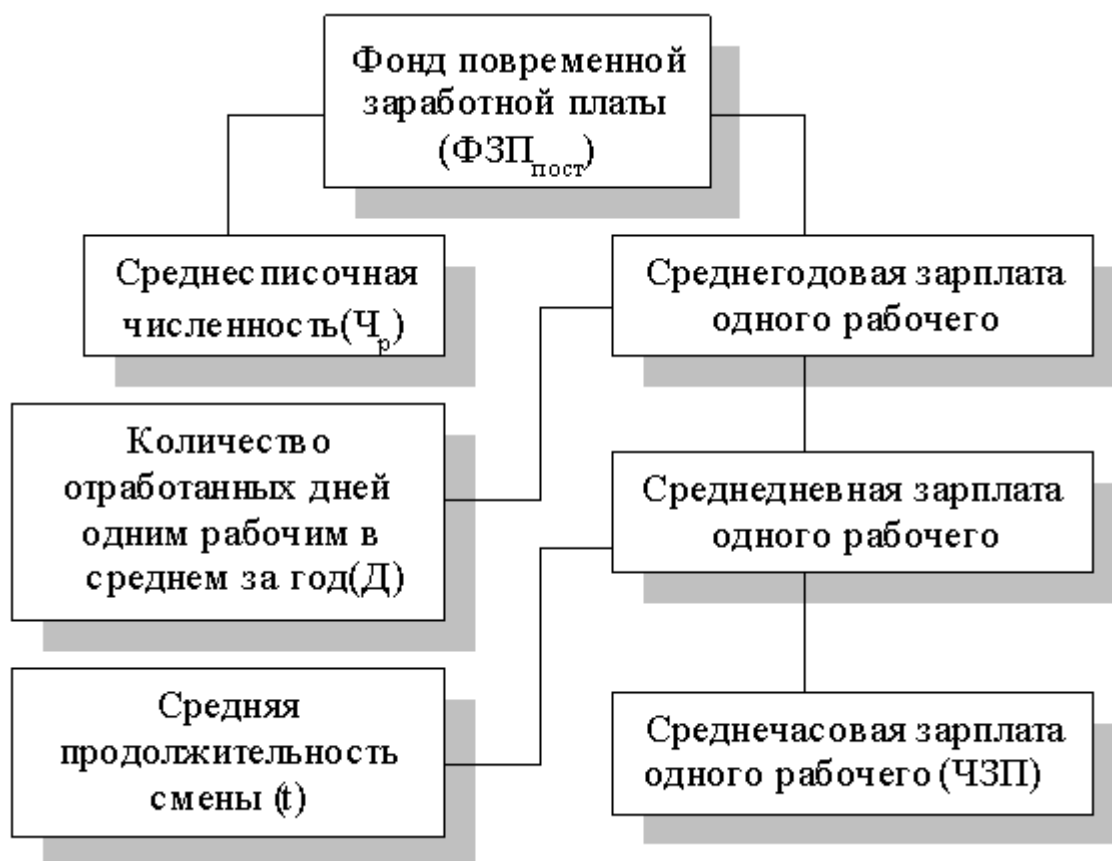 Фонд повременной
заработной платы
(ФЗПпост)
Среднесписочная
численность(Чр)
Среднегодовая зарплата
одного рабочего
Количество
отработанных дней
одним рабочим в
среднем за год(Д)
Среднедневная зарплата
одного рабочего
Средняя
продолжительность
смены (t)
Среднечасовая зарплата
одного рабочего (ЧЗП)